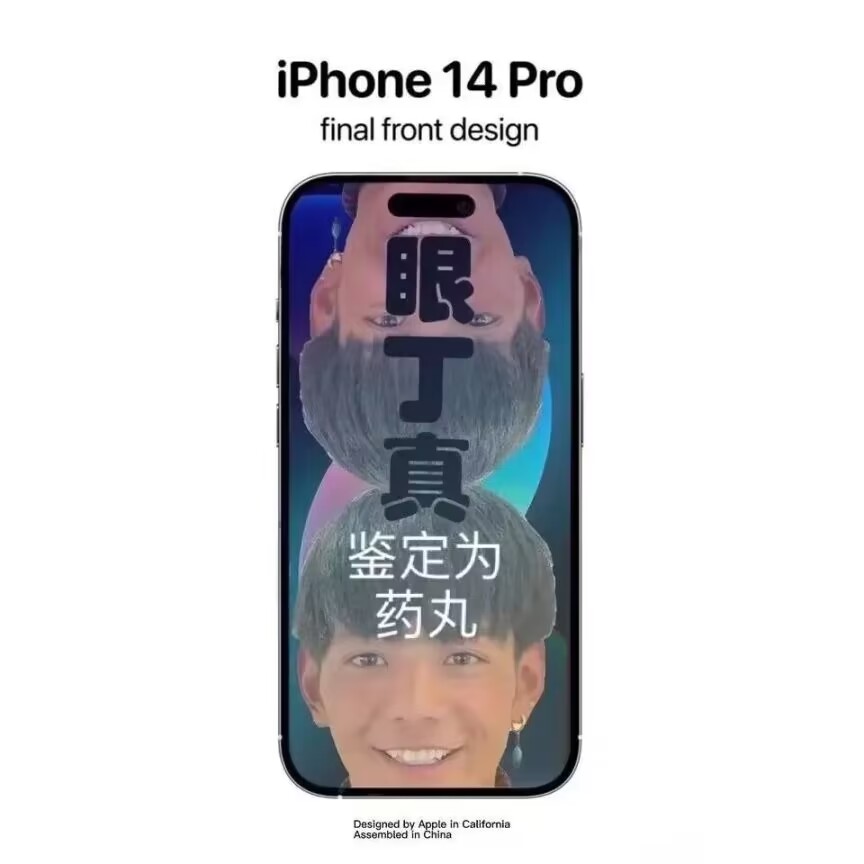 iPhone 14 Pro
final front design
眼
丁
真
鉴定为
药丸
Designed by Apple in California
Assembled in China